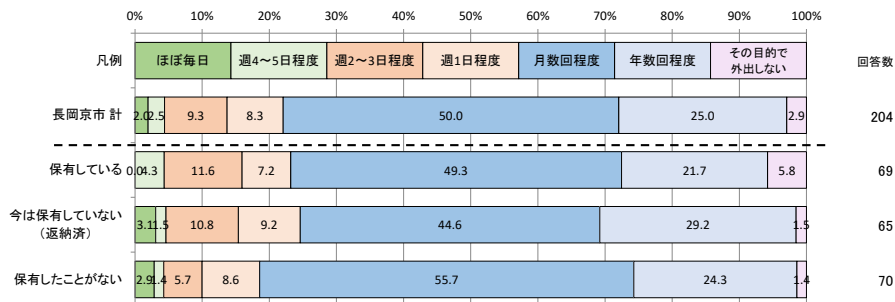 0% 10% 20% 30% 40% 50% 60% 70% 80% 90% 100%
凡例 ほぼ毎日 週4～5日程度 週2～3日程度 週1日程度 月数回程度 年数回程度 その目的で
外出しない 回答数
長岡京市 計 2.0 2.5 9.3 8.3 50.0 25.0 2.9 204
保有している 0.0 4.3 11.6 7.2 49.3 21.7 5.8 69
今は保有していない
（返納済） 3.1 1.5 10.8 9.2 44.6 29.2 1.5 65
保有したことがない 2.9 1.4 5.7 8.6 55.7 24.3 1.4 70